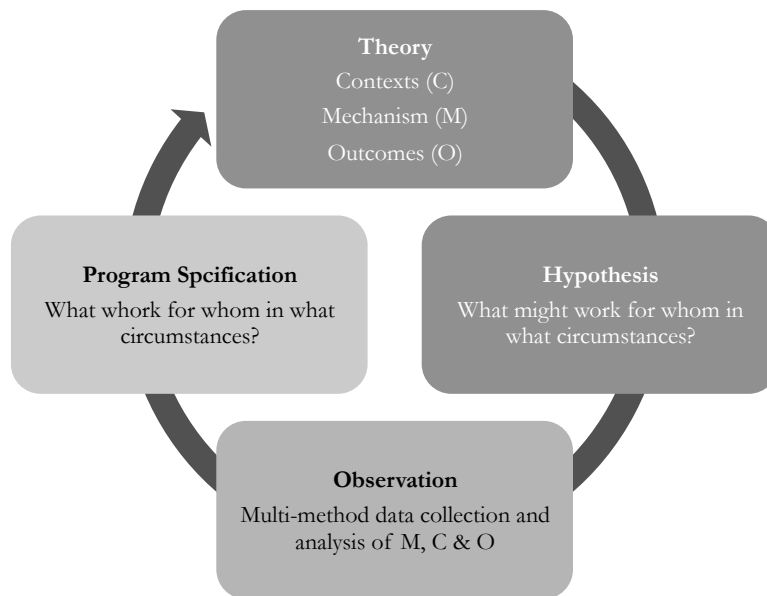 Theory
Contexts (C)
Mechanism (M)
Outcomes (O)
Program Spcification
What whork for whom in what
circumstances?
Hypothesis
What might work for whom in
what circumstances?
Observation
Multi-method data collection and
analysis of M, C & O